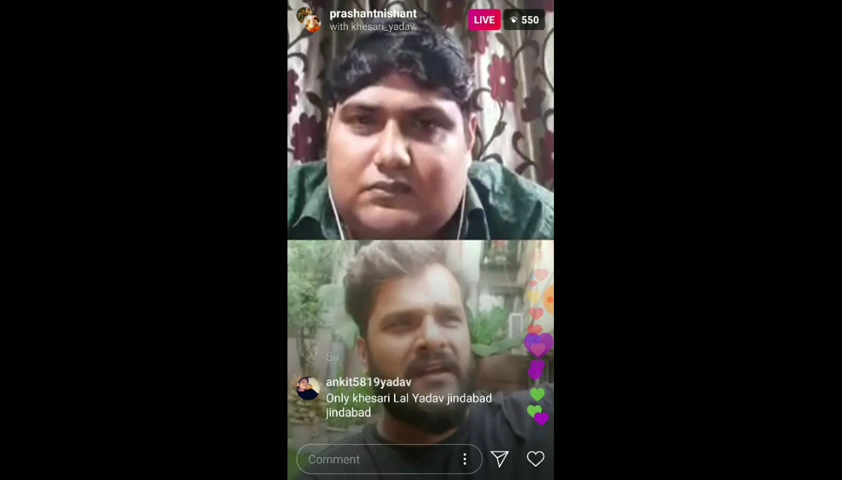 prashantnishant
with khesari_yadav
LIVE
550
Sir
ankit5819yadav
Only khesari Lal Yadav jindabad
jindabad
Comment